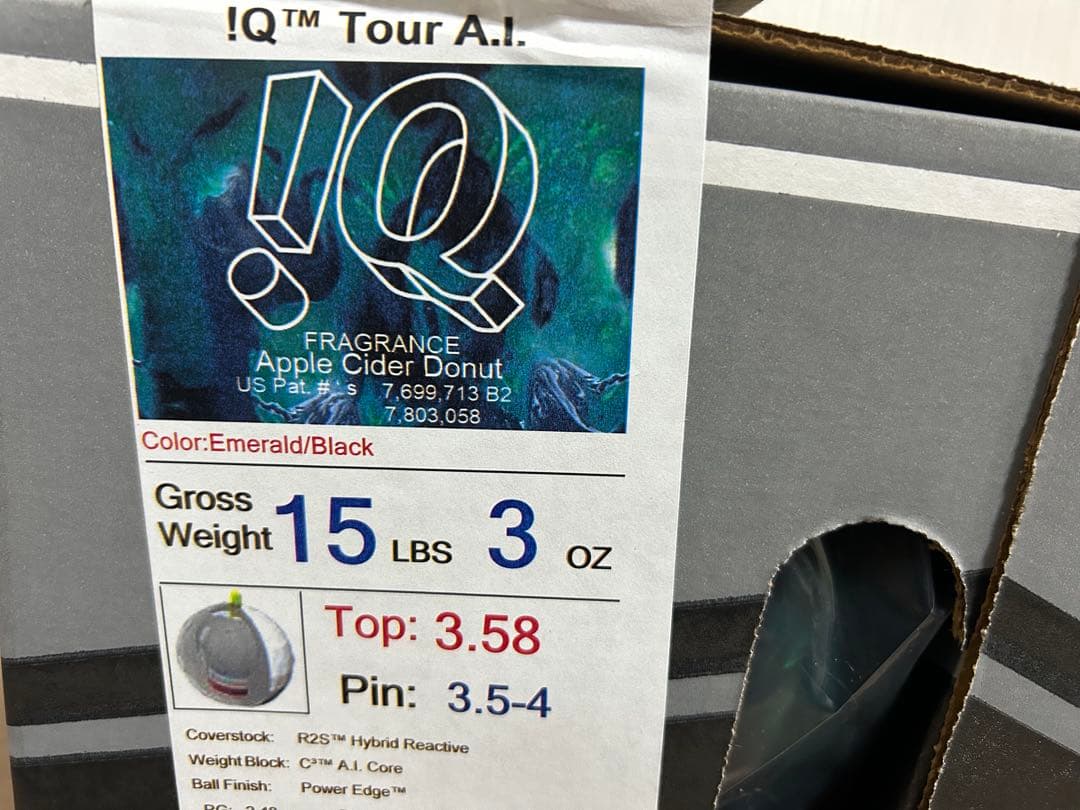 !Q™ Tour A.I.
!Q
FRAGRANCE
Apple Cider Donut
US Pat. #'s 7,699,713 B2
7,803,058
Color:Emerald/Black
Gross Weight 15 LBS 3 OZ
Top: 3.58
Pin: 3.5-4
Coverstock: R2S™ Hybrid Reactive
Weight Block: C³™ A.I. Core
Ball Finish: Power Edge™